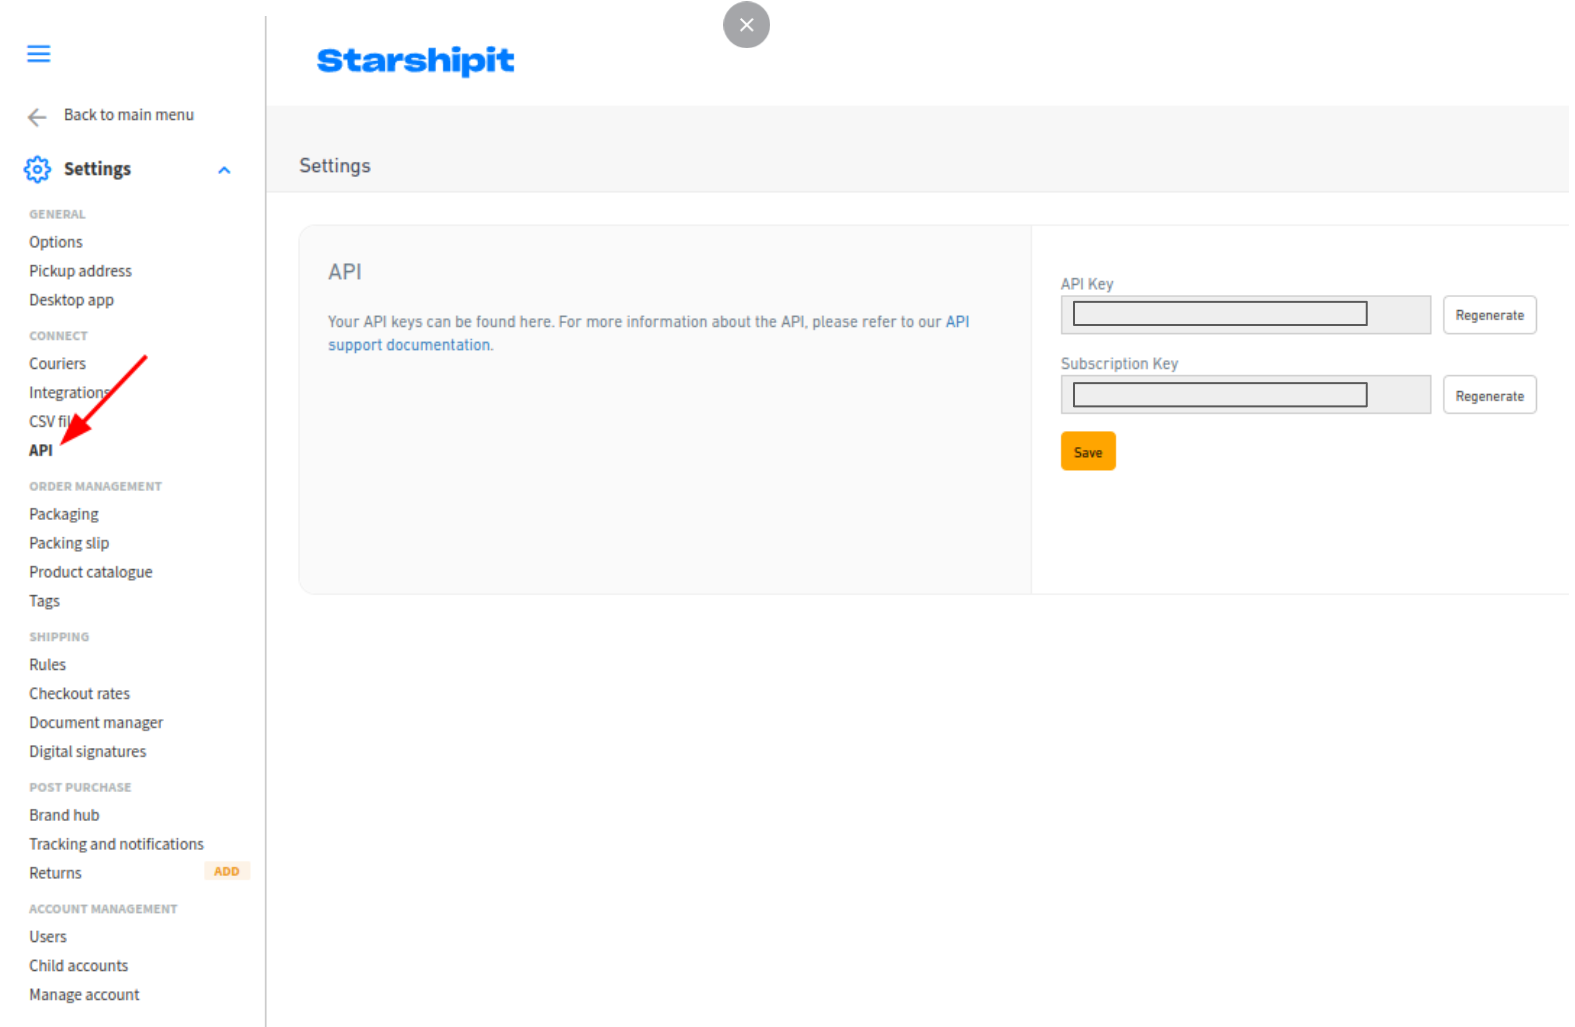 Starshipit
Back to main menu
Settings
GENERAL
Options
Pickup address
Desktop app
CONNECT
Couriers
Integrations
CSV fil
API
ORDER MANAGEMENT
Packaging
Packing slip
Product catalogue
Tags
SHIPPING
Rules
Checkout rates
Document manager
Digital signatures
POST PURCHASE
Brand hub
Tracking and notifications
Returns ADD
ACCOUNT MANAGEMENT
Users
Child accounts
Manage account
Settings
API
Your API keys can be found here. For more information about the API, please refer to our API
support documentation.
API Key
Regenerate
Subscription Key
Regenerate
Save